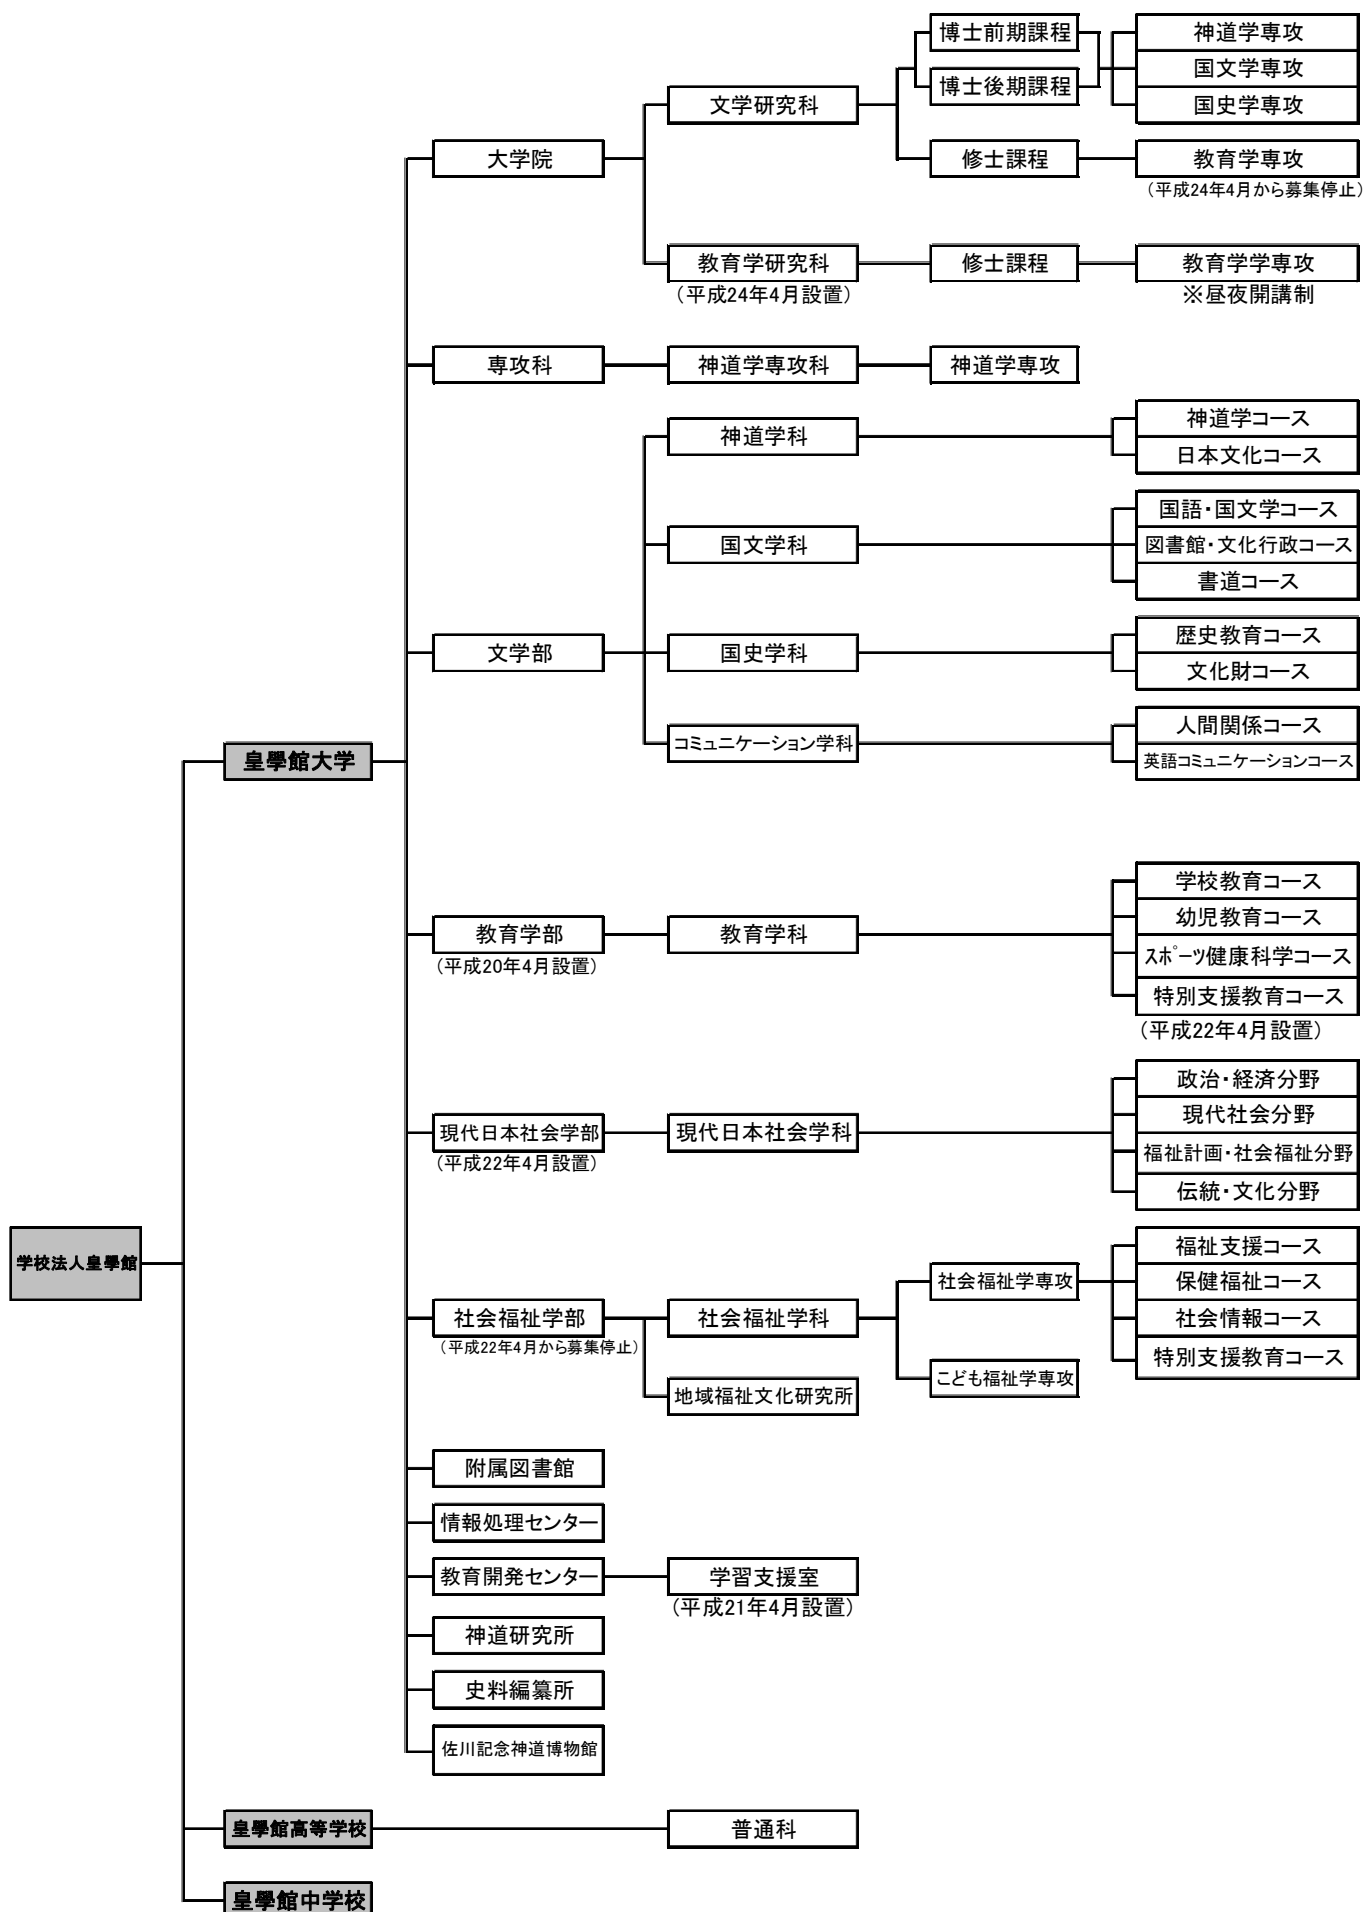 博士前期課程
神道学専攻
国文学専攻
博士後期課程
文学研究科
国史学専攻
大学院
修士課程
教育学専攻
（平成24年4月から募集停止）
教育学研究科
修士課程
教育学学専攻
（平成24年4月設置）
※昼夜開講制
専攻科
神道学専攻科
神道学専攻
神道学科
神道学コース
日本文化コース
国語・国文学コース
国文学科
図書館・文化行政コース
書道コース
文学部
国史学科
歴史教育コース
文化財コース
コミュニケーション学科
人間関係コース
英語コミュニケーションコース
皇學館大学
学校教育コース
幼児教育コース
教育学部
教育学科
（平成20年4月設置）
スポーツ健康科学コース
特別支援教育コース
（平成22年4月設置）
政治・経済分野
現代社会分野
現代日本社会学部
現代日本社会学科
（平成22年4月設置）
福祉計画・社会福祉分野
伝統・文化分野
学校法人皇學館
福祉支援コース
社会福祉学専攻
保健福祉コース
社会福祉学部
社会福祉学科
社会情報コース
（平成22年4月から募集停止）
特別支援教育コース
こども福祉学専攻
地域福祉文化研究所
附属図書館
情報処理センター
教育開発センター
学習支援室
（平成21年4月設置）
神道研究所
史料編纂所
佐川記念神道博物館
皇學館高等学校
普通科
皇學館中学校